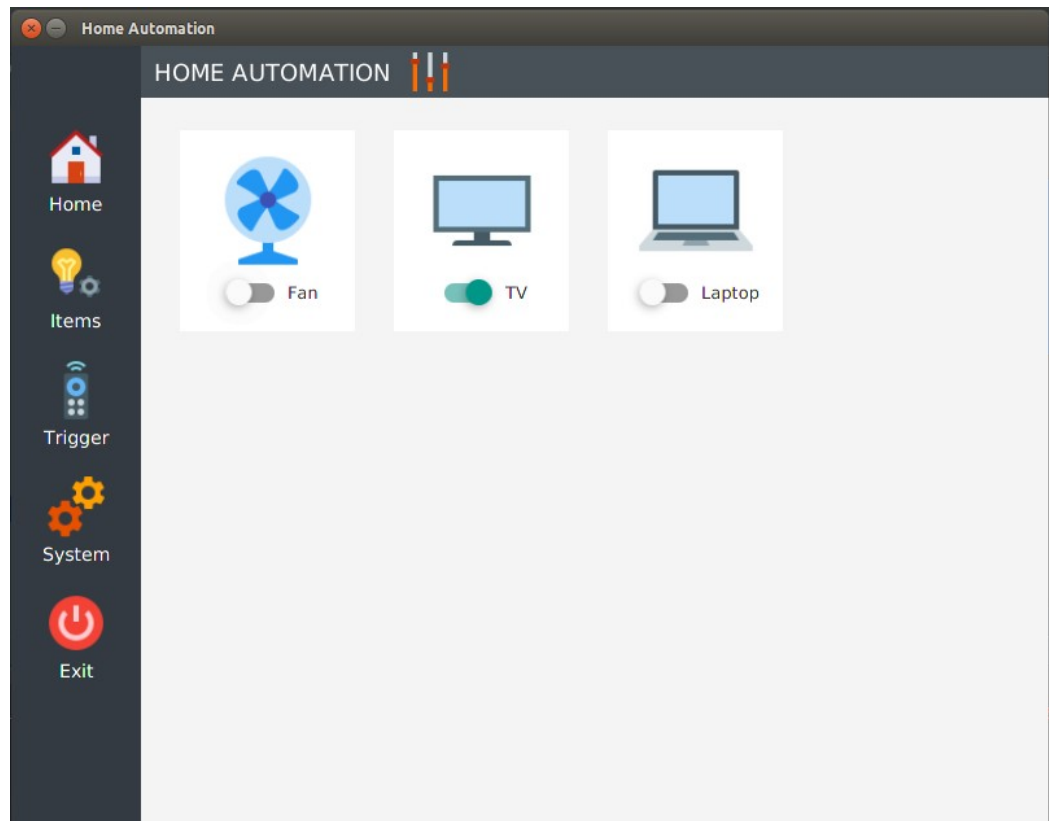 Home Automation
HOME AUTOMATION
Home
Items
Trigger
System
Exit
Fan
TV
Laptop